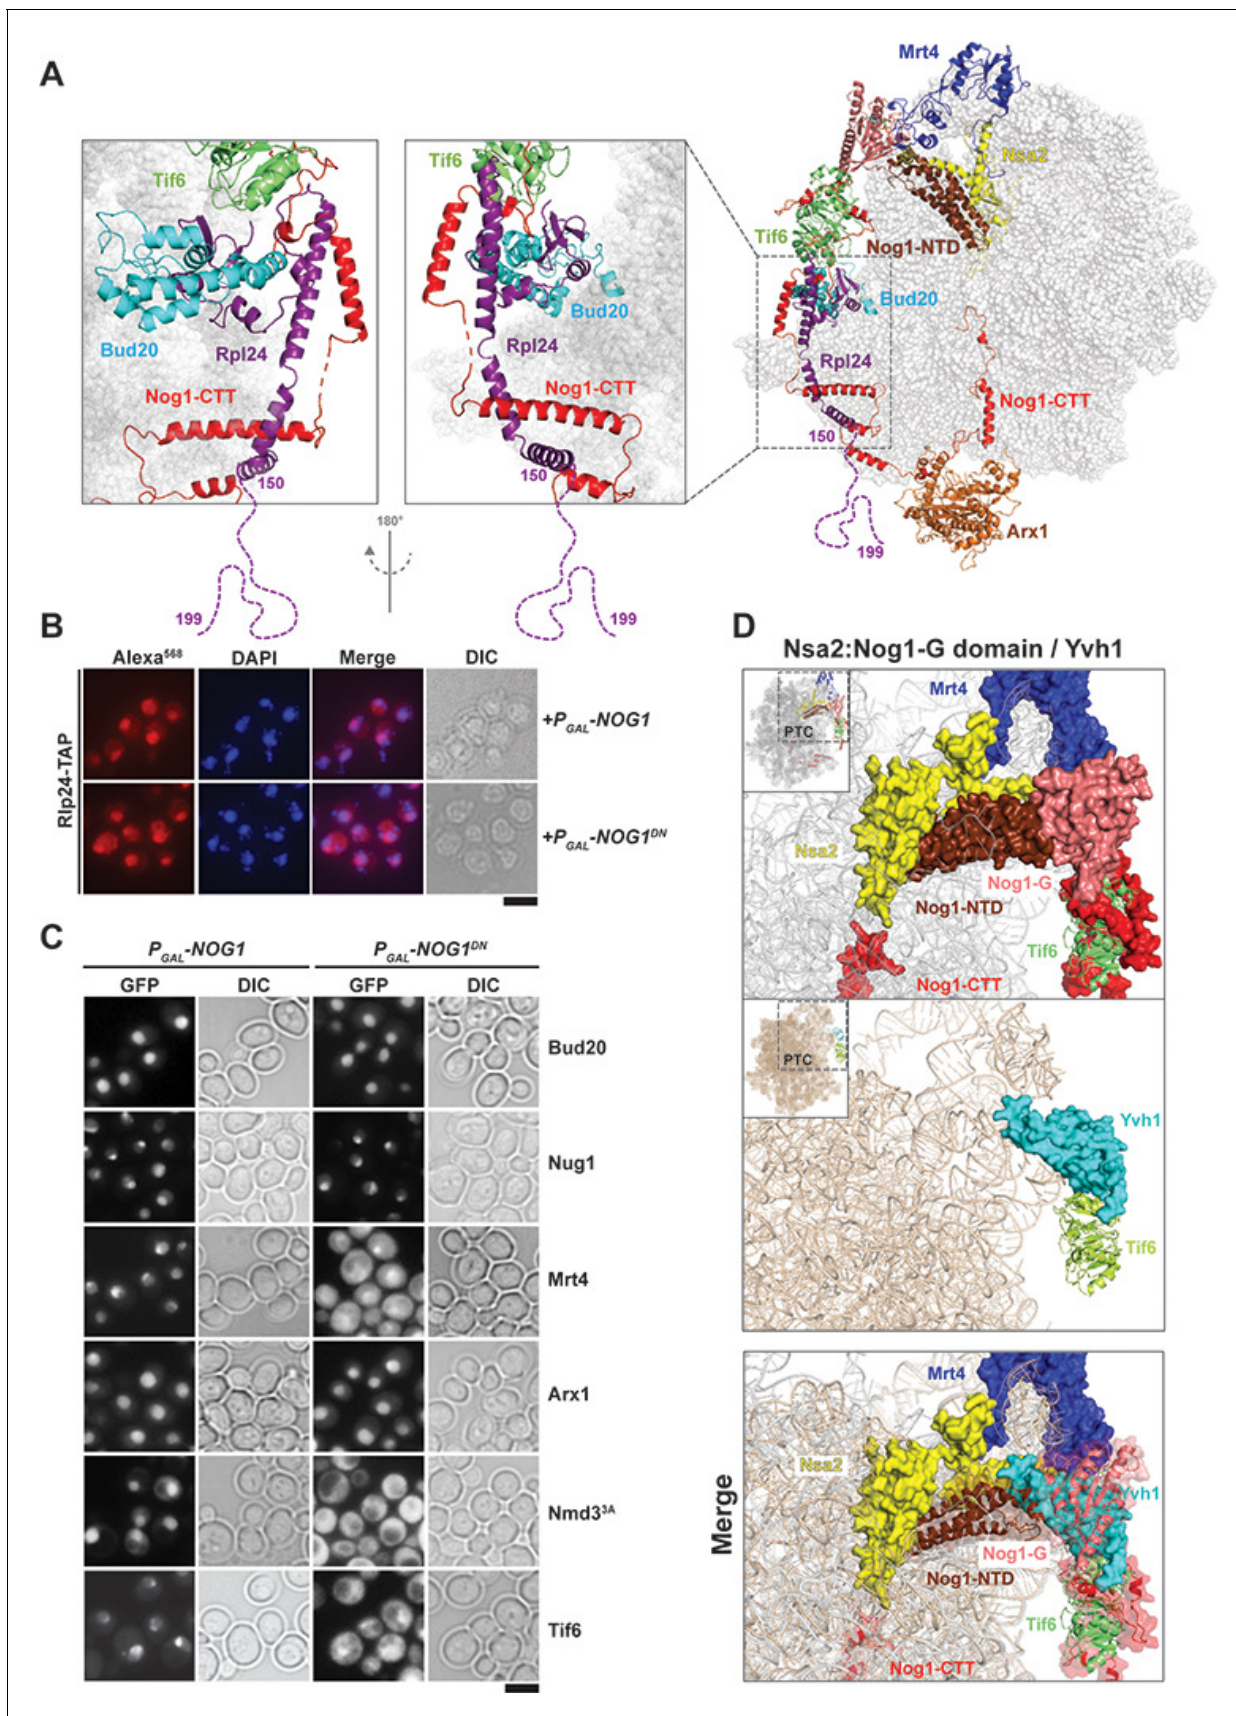 A
Tif6
Bud20
Rpl24
Nog1-CTT
150
199
Tif6
Bud20
Rpl24
Nog1-CTT
150
199
180°
Mrt4
Nsa2
Tif6
Nog1-NTD
Bud20
Rpl24
Nog1-CTT
150
199
Arx1
B
Alexa568 DAPI Merge DIC
Rlp24-TAP
+PGAL-NOG1
+PGAL-NOG1DN
C
PGAL-NOG1 PGAL-NOG1DN
GFP DIC GFP DIC
Bud20
Nug1
Mrt4
Arx1
Nmd33A
Tif6
D
Nsa2:Nog1-G domain / Yvh1
Mrt4
PTC
Nsa2
Nog1-G
Nog1-NTD
Tif6
Nog1-CTT
PTC
Yvh1
Tif6
Merge
Mrt4
Nsa2
Yvh1
Nog1-G
Nog1-NTD
Tif6
Nog1-CTT